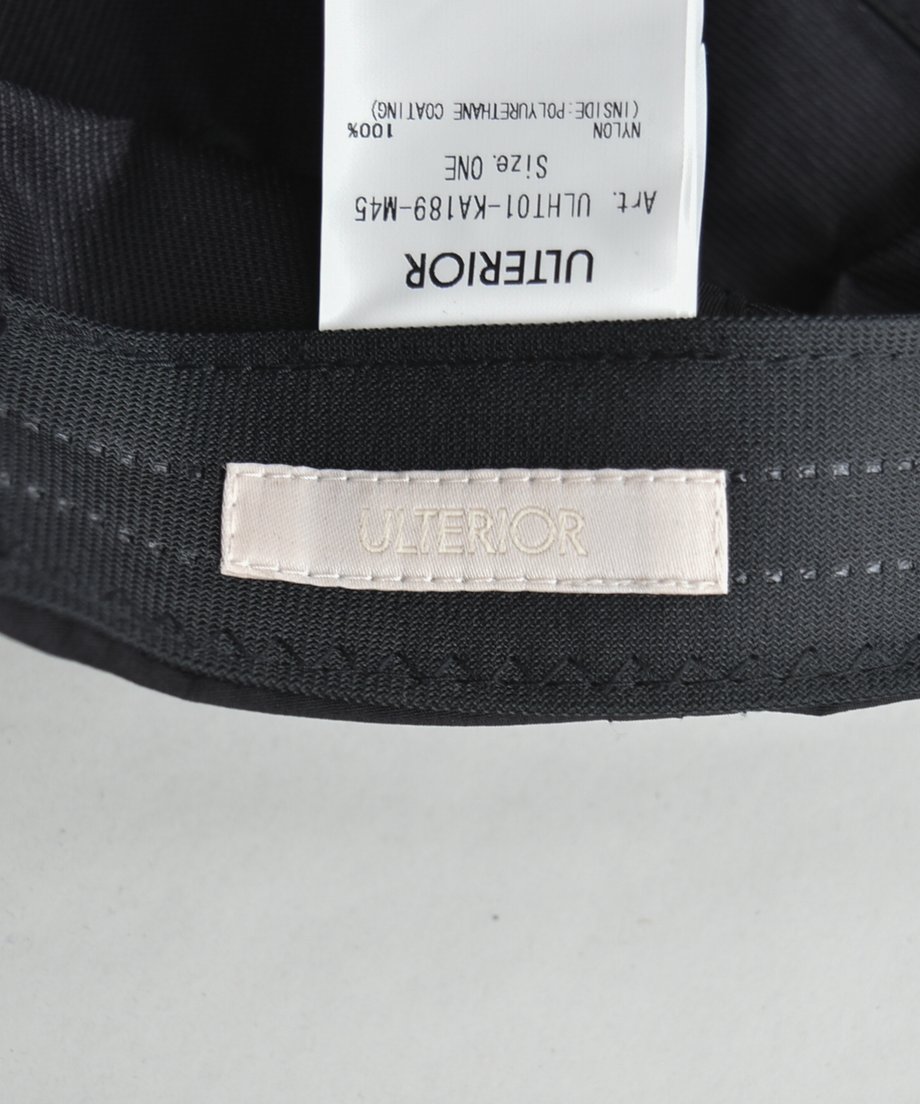 ULTERIOR
Art. ULHT01-KA189-M45
Size. ONE
NYLON 100%
(INSIDE:POLYURETHANE COATING)
ULTERIOR